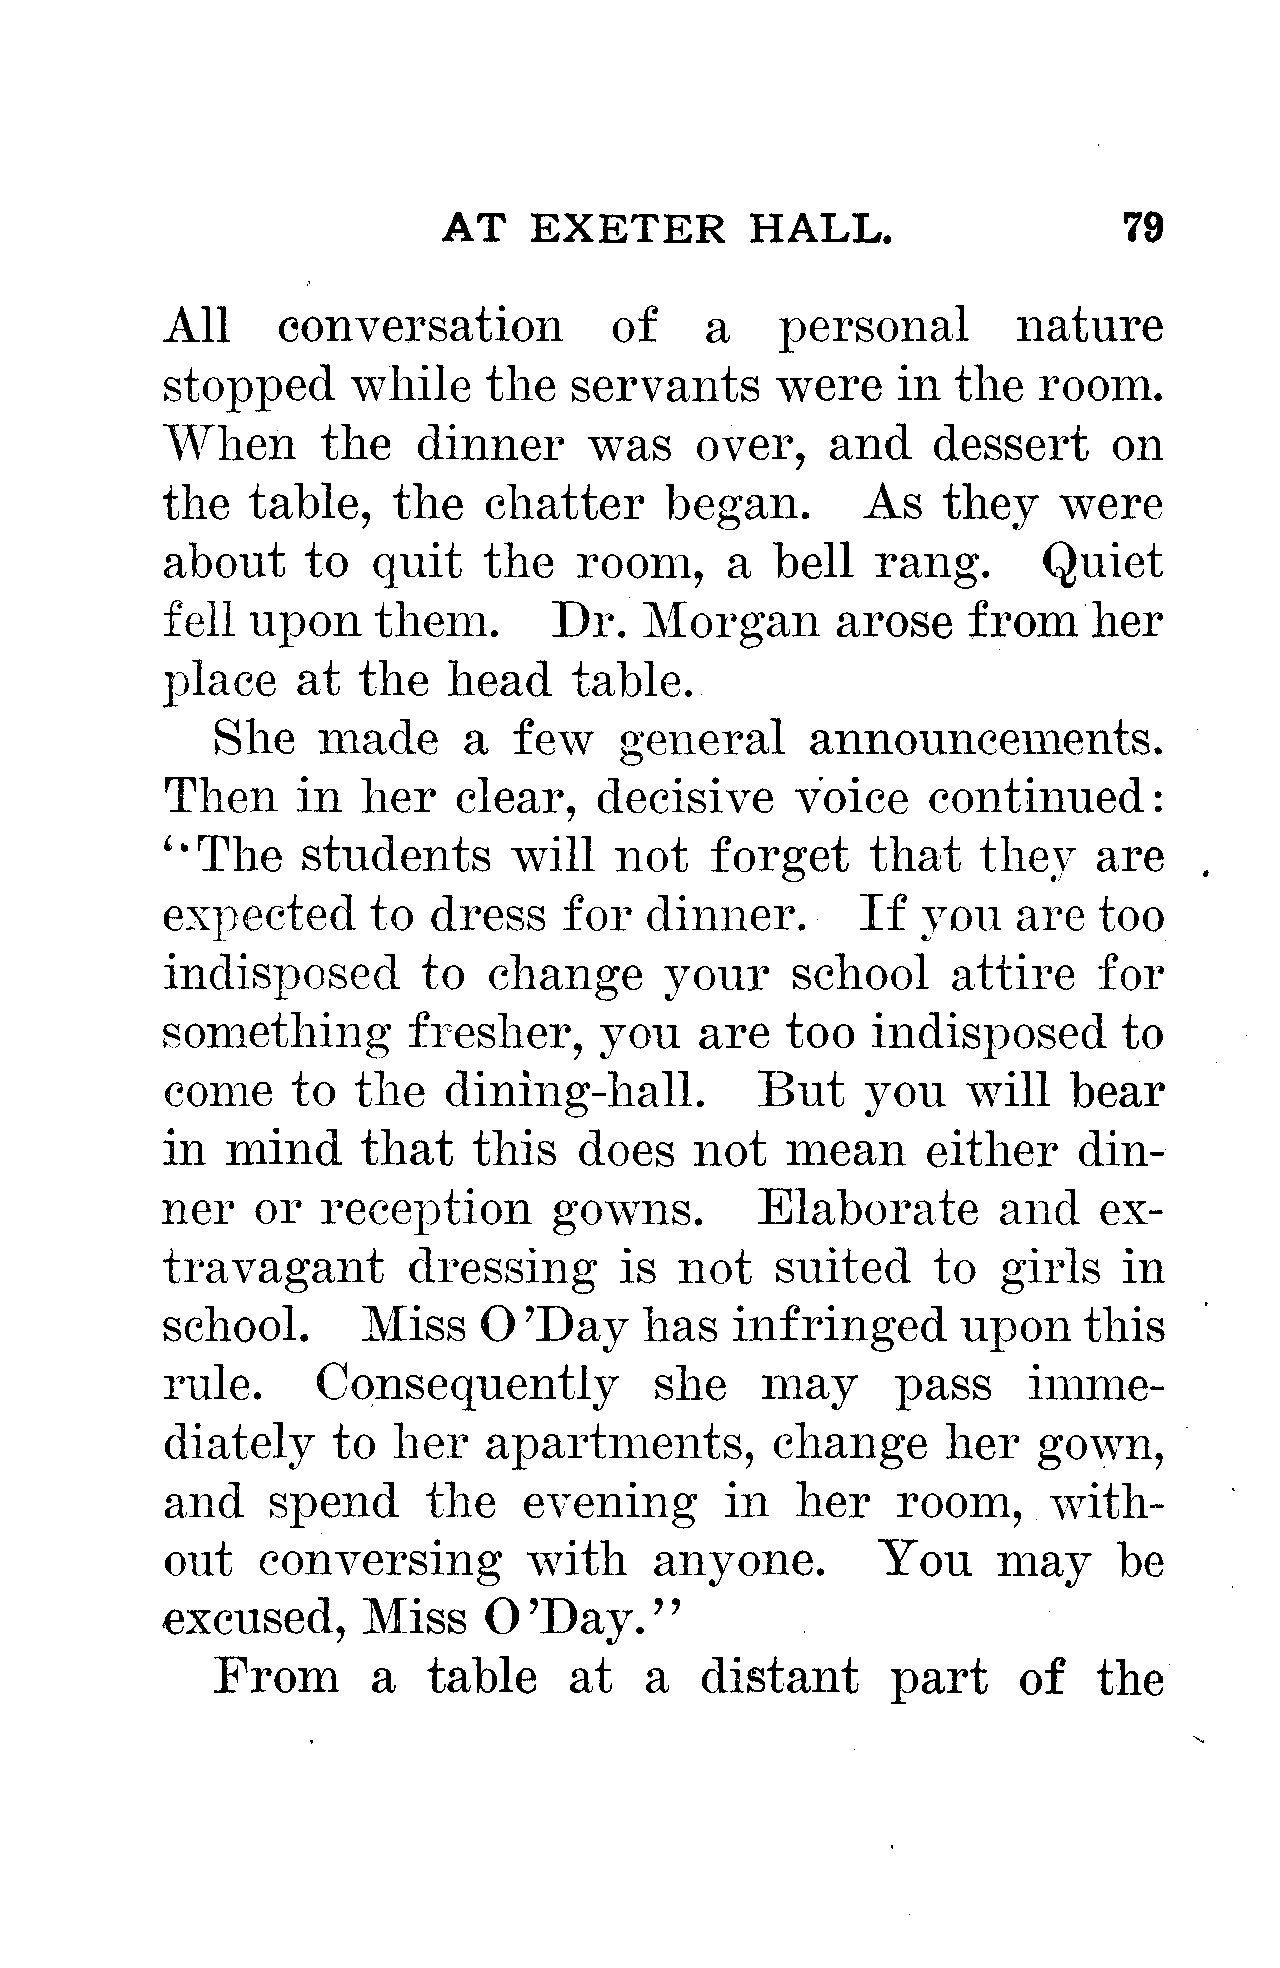 AT EXETER HALL. 79
All conversation of a personal nature
stopped while the servants were in the room.
When the dinner was over, and dessert on
the table, the chatter began. As they were
about to quit the room, a bell rang. Quiet
fell upon them. Dr. Morgan arose from her
place at the head table.
She made a few general announcements.
Then in her clear, decisive voice continued:
“The students will not forget that they are
expected to dress for dinner. If you are too
indisposed to change your school attire for
something fresher, you are too indisposed to
come to the dining-hall. But you will bear
in mind that this does not mean either din-
ner or reception gowns. Elaborate and ex-
travagant dressing is not suited to girls in
school. Miss O’Day has infringed upon this
rule. Consequently she may pass imme-
diately to her apartments, change her gown,
and spend the evening in her room, with-
out conversing with anyone. You may be
excused, Miss O’Day.”
From a table at a distant part of the